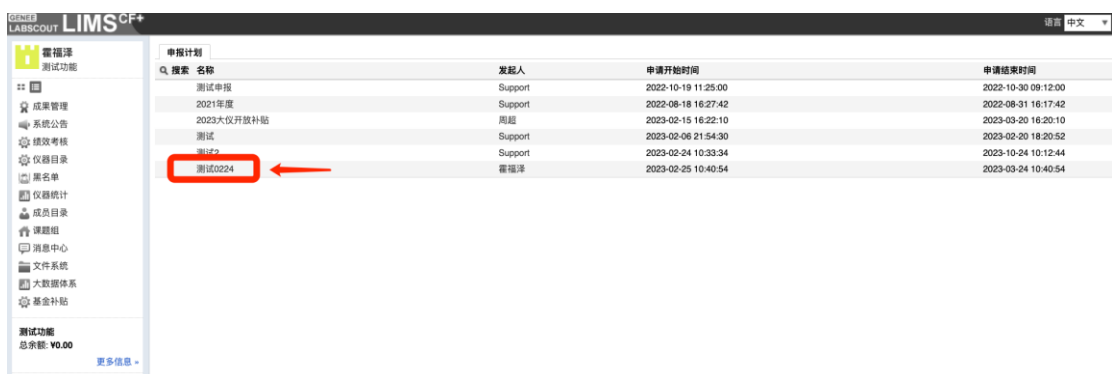 GENEE
LABSCOUT LIMS CF+
语言 中文
霍福泽
测试功能
成果管理
系统公告
绩效考核
仪器目录
黑名单
仪器统计
成员目录
课题组
消息中心
文件系统
大数据体系
基金补贴
测试功能
总余额: ¥0.00
更多信息 »
申报计划
搜索 名称 发起人 申请开始时间 申请结束时间
测试申报 Support 2022-10-19 11:25:00 2022-10-30 09:12:00
2021年度 Support 2022-08-18 16:27:42 2022-08-31 16:17:42
2023大仪开放补贴 周超 2023-02-15 16:22:10 2023-03-20 16:20:10
测试 Support 2023-02-06 21:54:30 2023-02-20 18:20:52
测试2 Support 2023-02-24 10:33:34 2023-10-24 10:12:44
测试0224 霍福泽 2023-02-25 10:40:54 2023-03-24 10:40:54